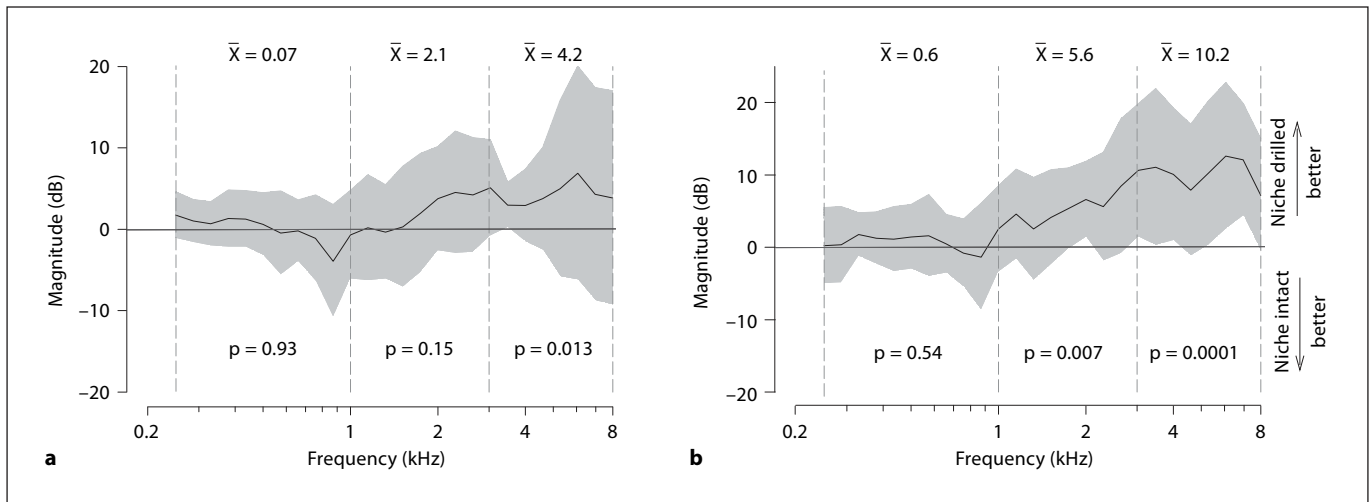 X̄ = 0.07
X̄ = 2.1
X̄ = 4.2
20
10
0
−10
−20
Magnitude (dB)
p = 0.93
p = 0.15
p = 0.013
0.2
1
2
4
8
Frequency (kHz)
a
X̄ = 0.6
X̄ = 5.6
X̄ = 10.2
20
10
0
−10
−20
Magnitude (dB)
p = 0.54
p = 0.007
p = 0.0001
0.2
1
2
4
8
Frequency (kHz)
b
Niche drilled
better
Niche intact
better